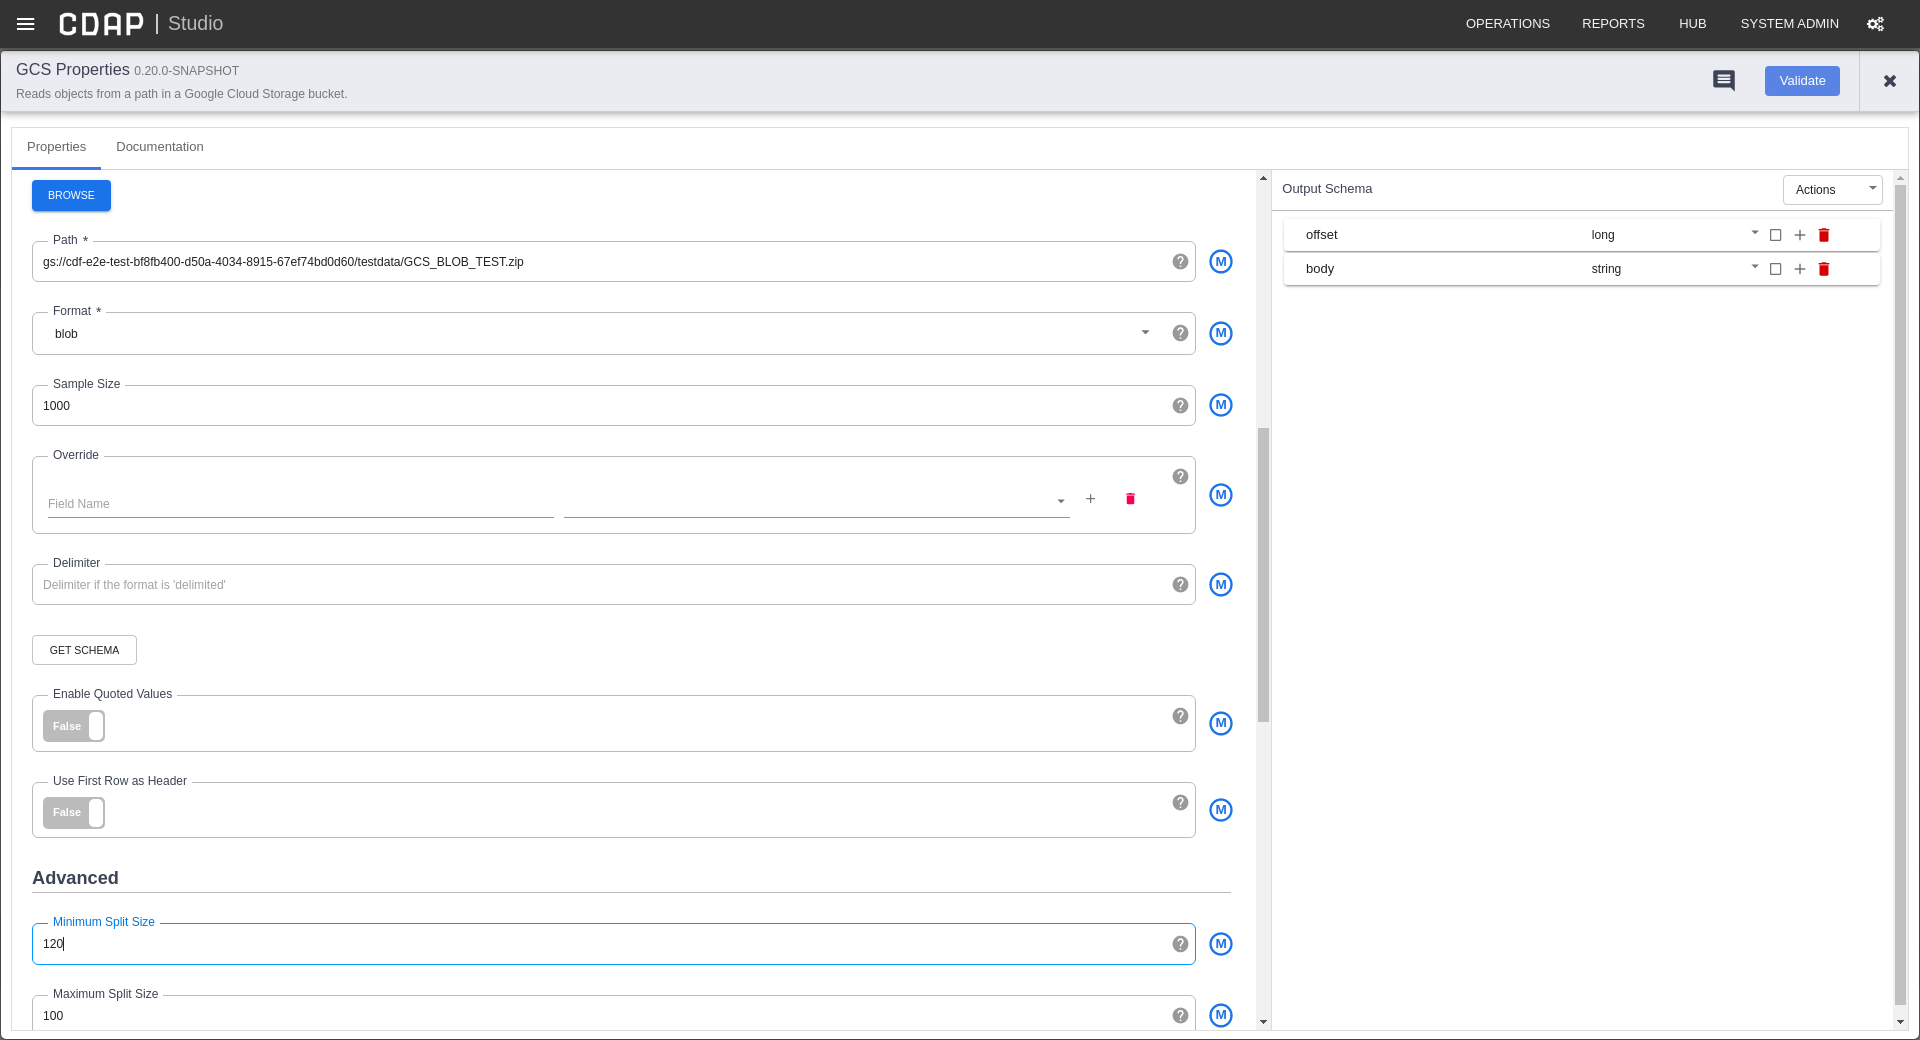 CDAP | Studio
OPERATIONS REPORTS HUB SYSTEM ADMIN
GCS Properties 0.20.0-SNAPSHOT
Reads objects from a path in a Google Cloud Storage bucket.
Validate
Properties Documentation
BROWSE
Path *
gs://cdf-e2e-test-bf8fb400-d50a-4034-8915-67ef74bd0d60/testdata/GCS_BLOB_TEST.zip
? M
Format *
blob
? M
Sample Size
1000
? M
Override
Field Name
? M
Delimiter
Delimiter if the format is 'delimited'
? M
GET SCHEMA
Enable Quoted Values
False
? M
Use First Row as Header
False
? M
Advanced
Minimum Split Size
120
? M
Maximum Split Size
100
? M
Output Schema
Actions
offset long
body string